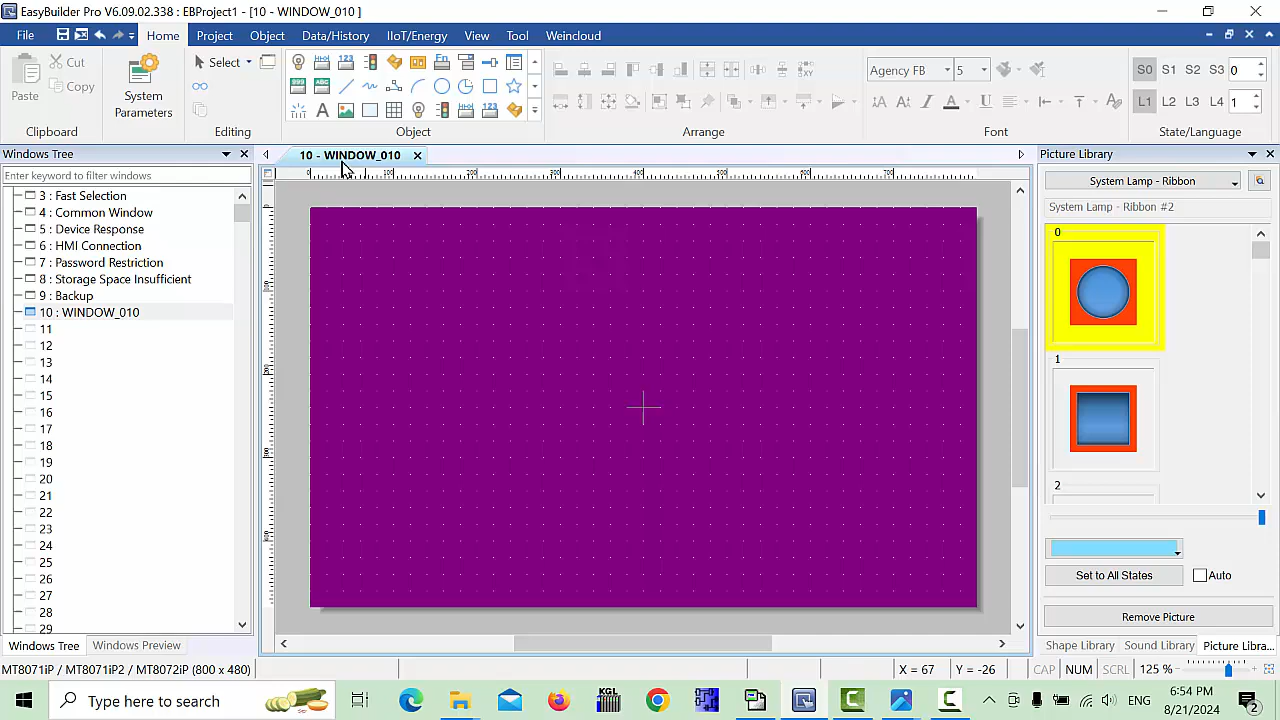 EasyBuilder Pro V6.09.02.338 : EBProject1 - [10 - WINDOW_010 ]
File Home Project Object Data/History IIoT/Energy View Tool Weincloud
Paste Cut Copy System Parameters Select Agency FB 5 S0 S1 S2 S3 0
L1 L2 L3 L4 1
Clipboard Editing Object Arrange Font State/Language
Windows Tree
10 - WINDOW_010
Picture Library
Enter keyword to filter windows
3 : Fast Selection
4 : Common Window
5 : Device Response
6 : HMI Connection
7 : Password Restriction
8 : Storage Space Insufficient
9 : Backup
10 : WINDOW_010
11
12
13
14
15
16
17
18
19
20
21
22
23
24
25
26
27
28
29
Windows Tree Windows Preview
System Lamp - Ribbon
System Lamp - Ribbon #2
0
1
2
Set to All States Auto
Remove Picture
Shape Library Sound Library Picture Libra...
MT8071iP / MT8071iP2 / MT8072iP (800 x 480) X = 67 Y = -26 CAP NUM SCRL 125 %
Type here to search
KGL
ENG
6:54 PM
8/21/2024
2